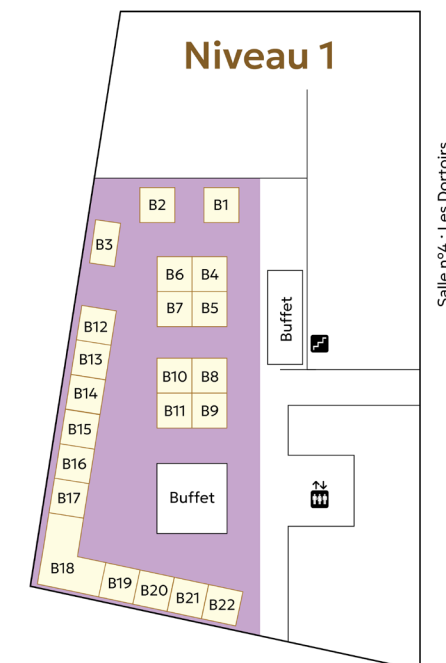 Niveau 1
B2
B1
B3
B6
B4
B7
B5
Buffet
B12
B13
B14
B15
B16
B17
B10
B8
B11
B9
Buffet
B18
B19
B20
B21
B22
Salle n°4 : Les Dortoirs